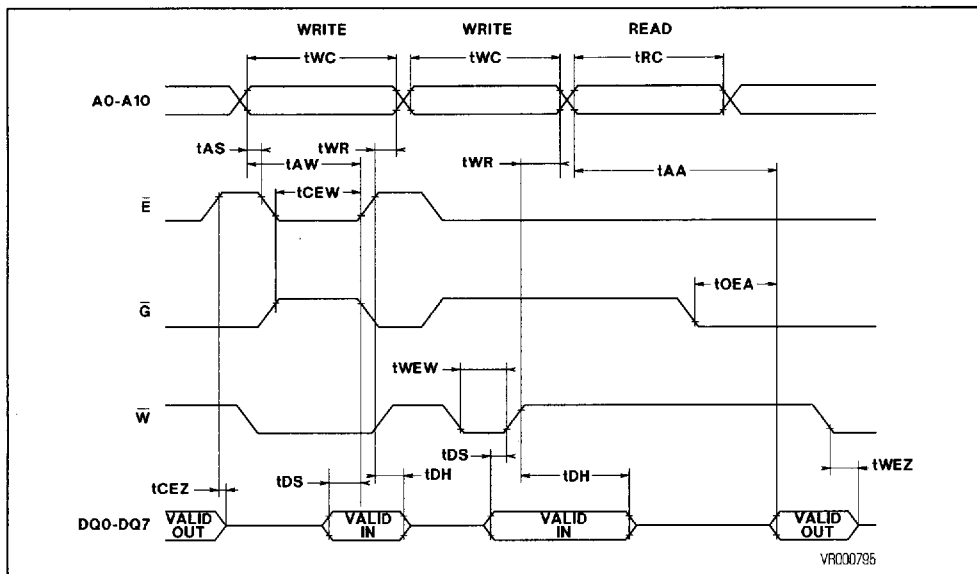 WRITE WRITE READ
tWC tWC tRC
A0-A10
tAS tWR tWR
tAW tAA
tCEW
E̅
tOEA
G̅
tWEW
W̅
tDS
tCEZ tDS tDH tDH tWEZ
DQ0-DQ7 VALID OUT VALID IN VALID IN VALID OUT
VR000795